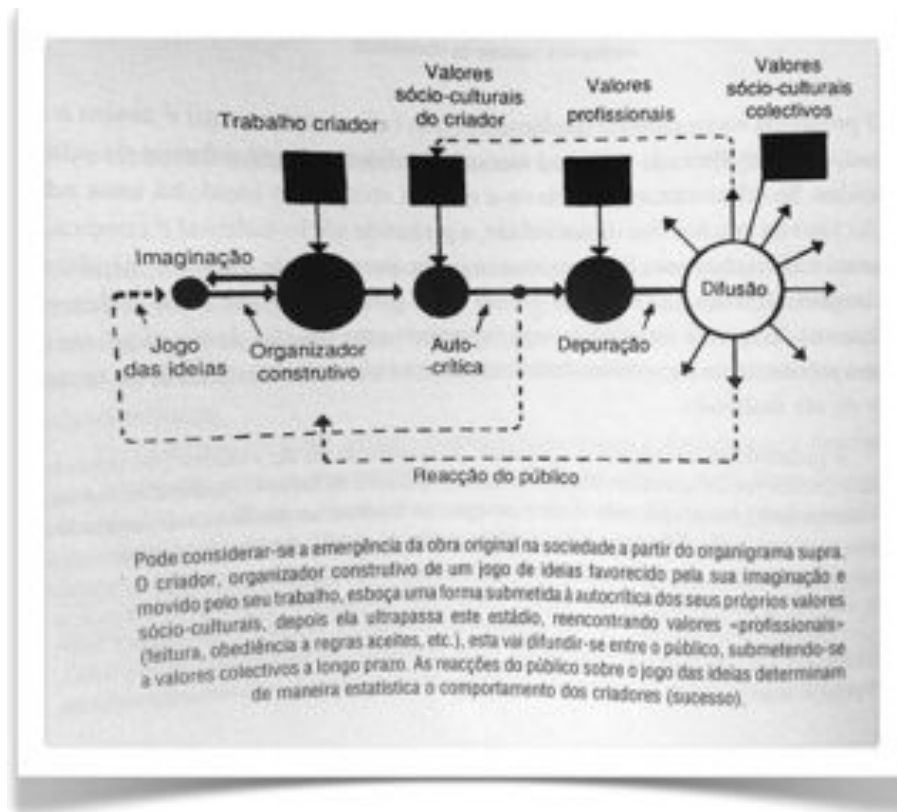 Valores
sócio-culturais
do criador
Valores
profissionais
Valores
sócio-culturais
colectivos
Trabalho criador
Imaginação
Difusão
Jogo
das ideias
Organizador
construtivo
Auto-
-crítica
Depuração
Reacção do público
Pode considerar-se a emergência da obra original na sociedade a partir do organigrama supra.
O criador, organizador construtivo de um jogo de ideias favorecido pela sua imaginação e
movido pelo seu trabalho, esboça uma forma submetida à autocrítica dos seus próprios valores
sócio-culturais, depois ela ultrapassa este estádio, reencontrando valores «profissionais»
(feitura, obediência a regras aceites, etc.), esta vai difundir-se entre o público, submetendo-se
a valores colectivos a longo prazo. As reacções do público sobre o jogo das ideias determinam
de maneira estatística o comportamento dos criadores (sucesso).